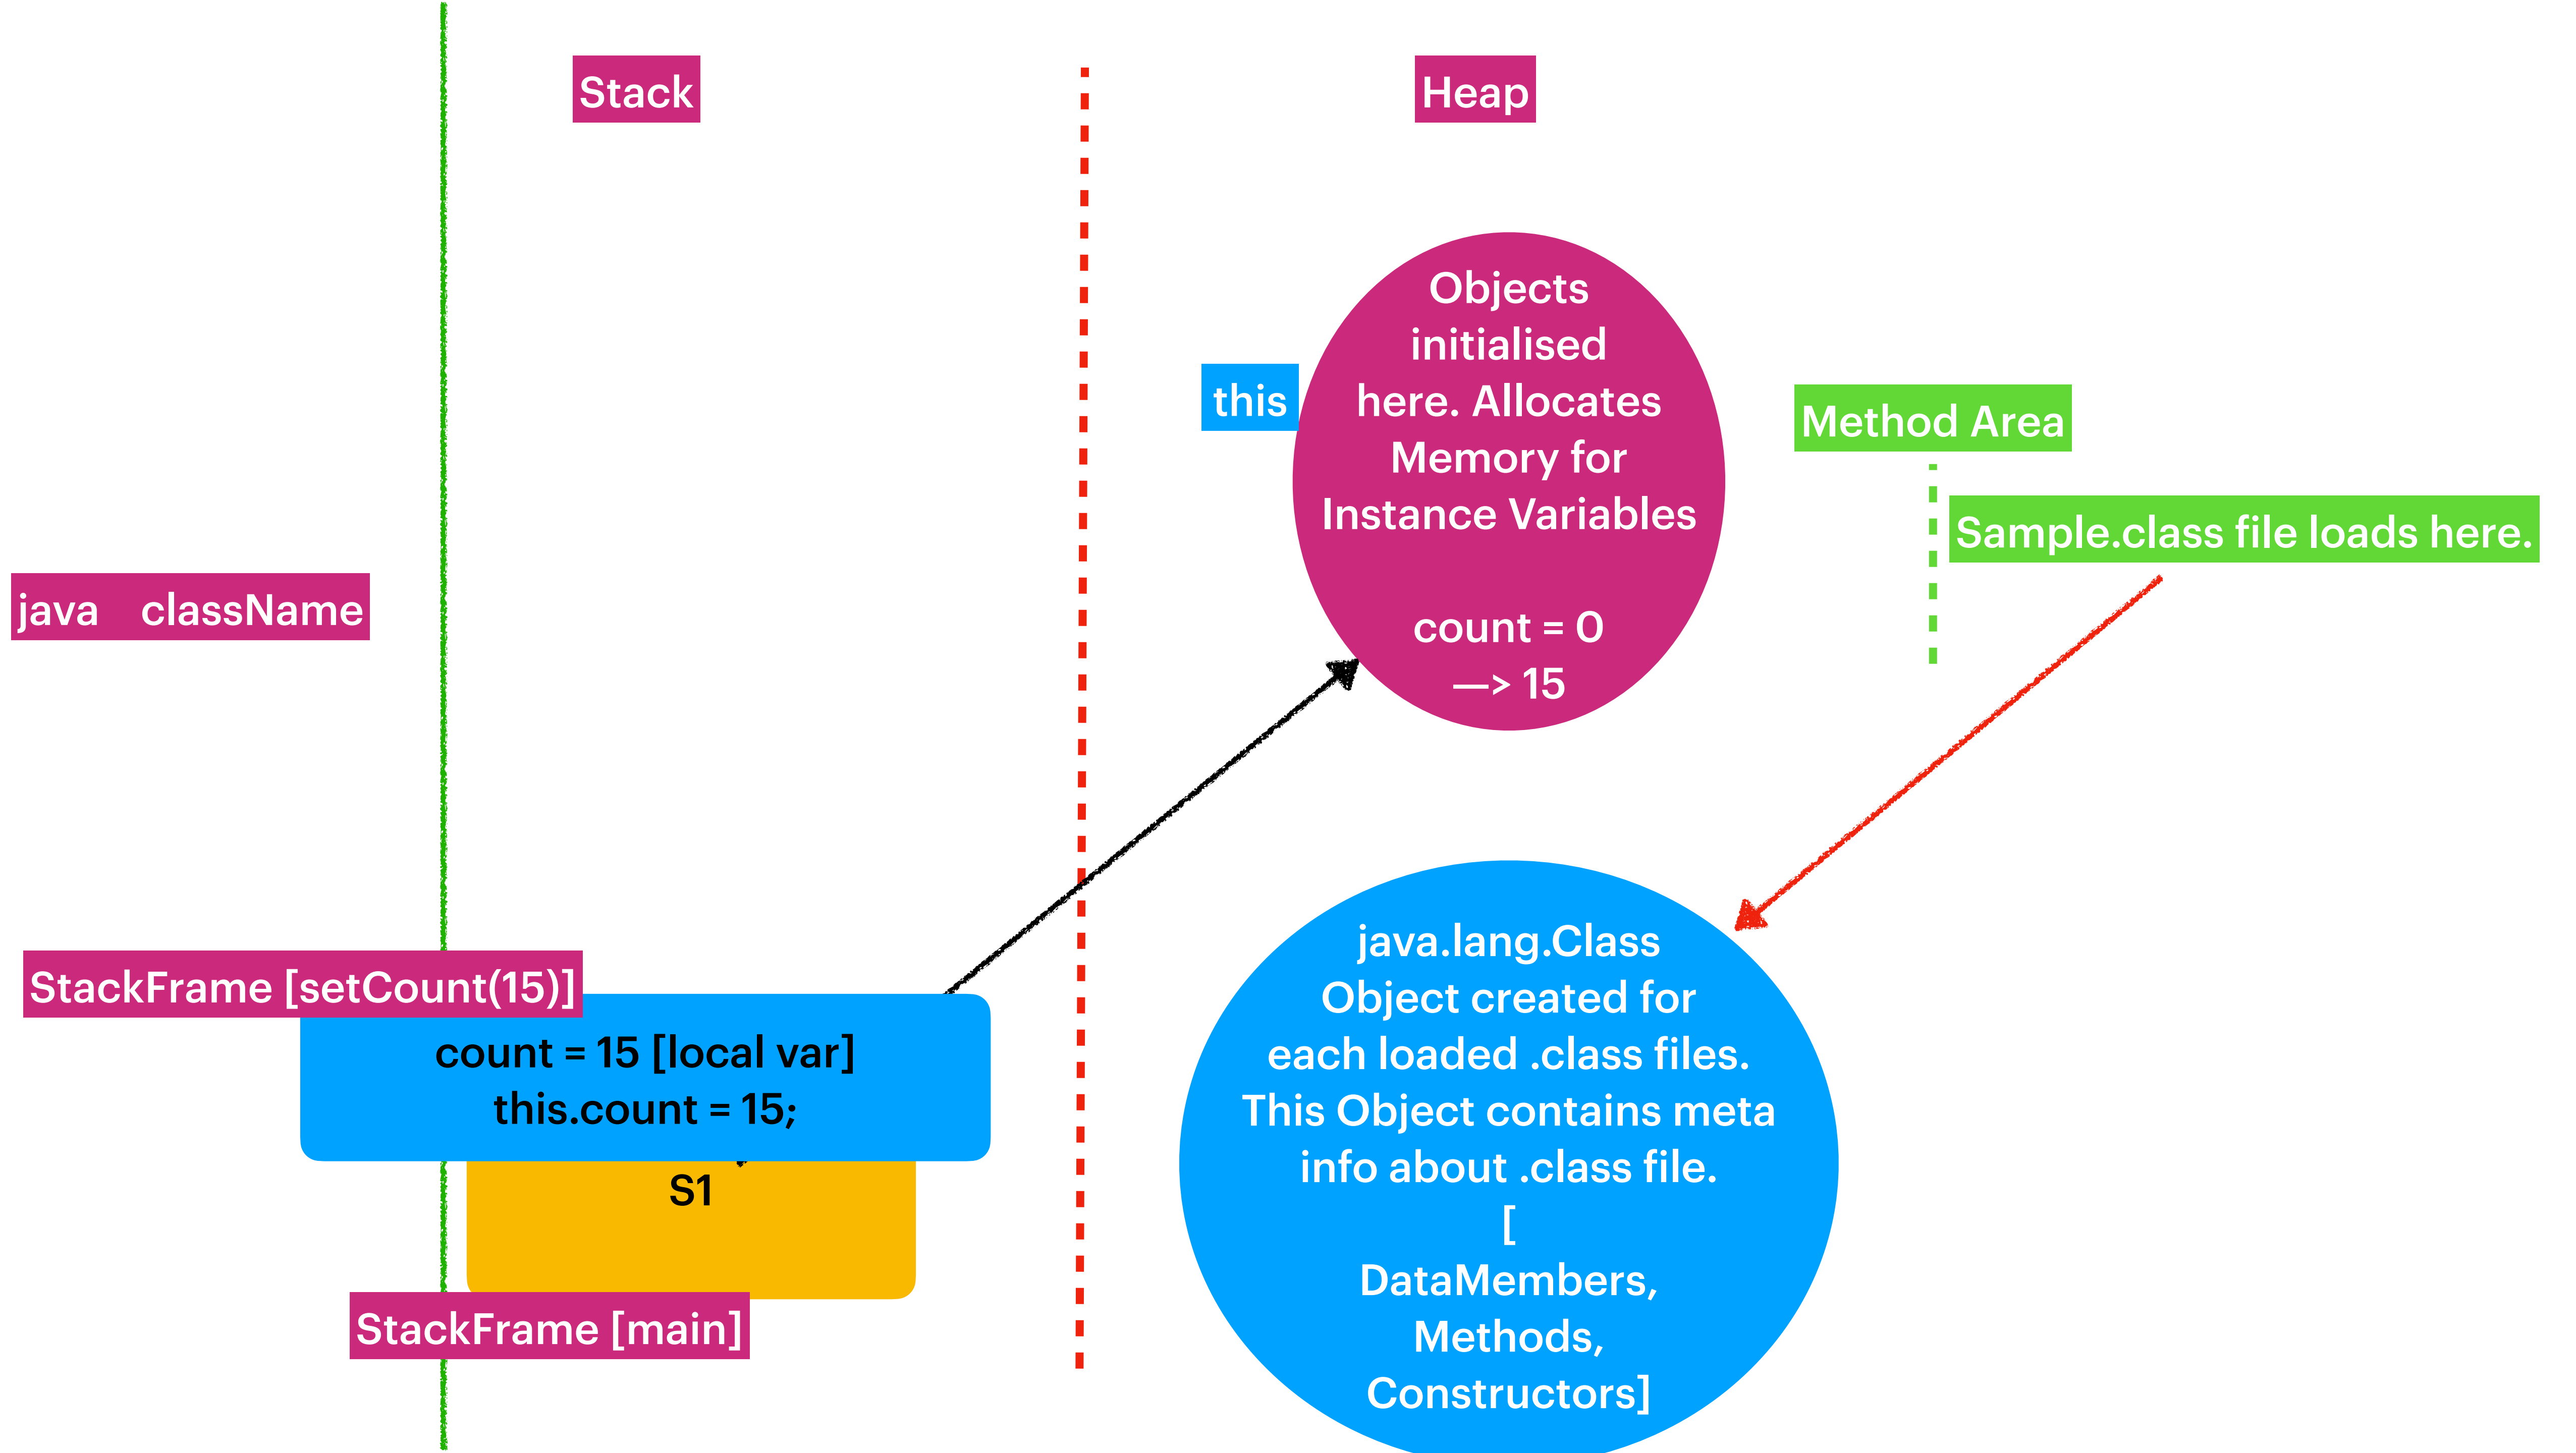 Stack
Heap
Objects
initialised
here. Allocates
Memory for
Instance Variables
count = 0
—> 15
this
Method Area
Sample.class file loads here.
java className
StackFrame [setCount(15)]
count = 15 [local var]
this.count = 15;
S1
StackFrame [main]
java.lang.Class
Object created for
each loaded .class files.
This Object contains meta
info about .class file.
[
DataMembers,
Methods,
Constructors]